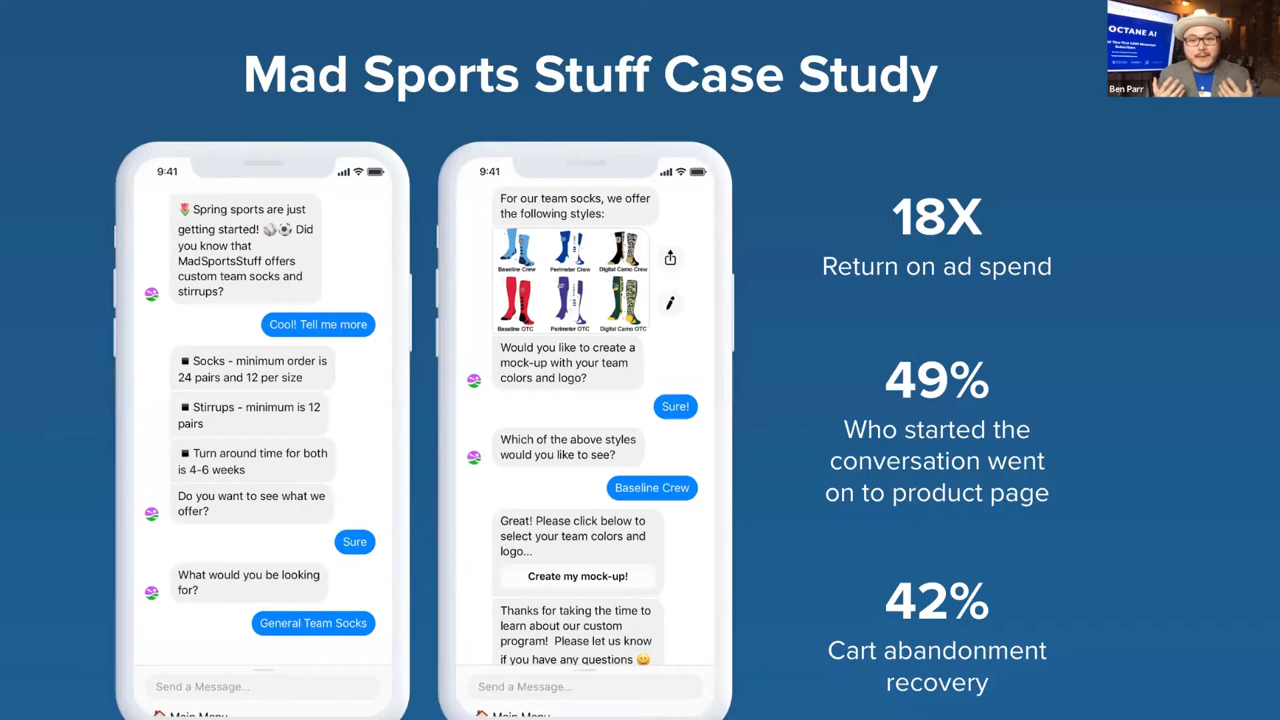 OCTANE AI
Ben Parr
Mad Sports Stuff Case Study
9:41
🌷 Spring sports are just
getting started! ⚾⚽ Did
you know that
MadSportsStuff offers
custom team socks and
stirrups?
Cool! Tell me more
◾ Socks - minimum order is
24 pairs and 12 per size
◾ Stirrups - minimum is 12
pairs
◾ Turn around time for both
is 4-6 weeks
Do you want to see what we
offer?
Sure
What would you be looking
for?
General Team Socks
Send a Message...
🏠 Main Menu
9:41
For our team socks, we offer
the following styles:
Baseline Crew Perimeter Crew Digital Camo Crew
Baseline OTC Perimeter OTC Digital Camo OTC
Would you like to create a
mock-up with your team
colors and logo?
Sure!
Which of the above styles
would you like to see?
Baseline Crew
Great! Please click below to
select your team colors and
logo...
Create my mock-up!
Thanks for taking the time to
learn about our custom
program! Please let us know
if you have any questions 😀
Send a Message...
🏠 Main Menu
18X
Return on ad spend
49%
Who started the
conversation went
on to product page
42%
Cart abandonment
recovery